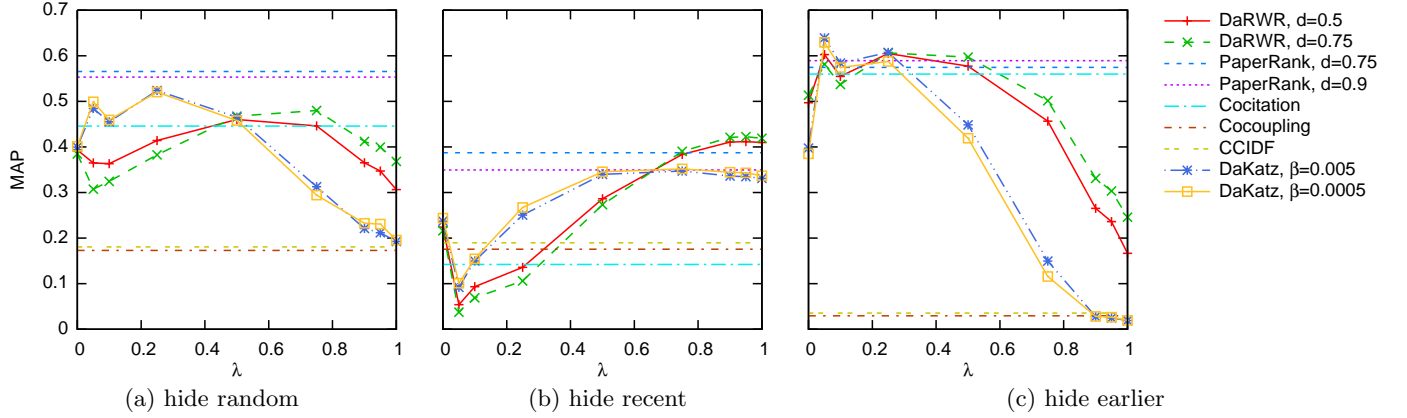 MAP
0.7
0.6
0.5
0.4
0.3
0.2
0.1
0
0 0.2 0.4 0.6 0.8 1
λ
(a) hide random
0 0.2 0.4 0.6 0.8 1
λ
(b) hide recent
0 0.2 0.4 0.6 0.8 1
λ
(c) hide earlier
DaRWR, d=0.5
DaRWR, d=0.75
PaperRank, d=0.75
PaperRank, d=0.9
Cocitation
Cocoupling
CCIDF
DaKatz, β=0.005
DaKatz, β=0.0005